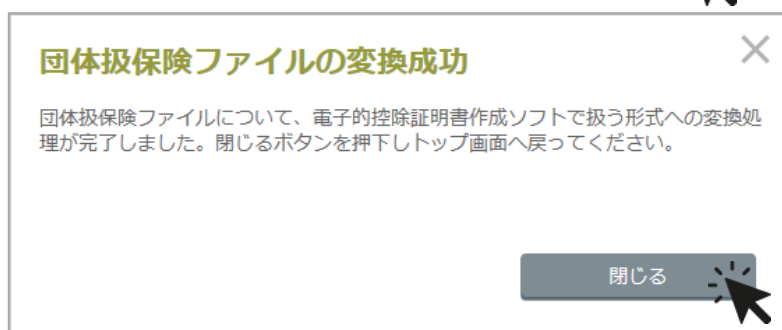 団体扱保険ファイルの変換成功
団体扱保険ファイルについて、電子的控除証明書作成ソフトで扱う形式への変換処
理が完了しました。閉じるボタンを押下しトップ画面へ戻ってください。
閉じる